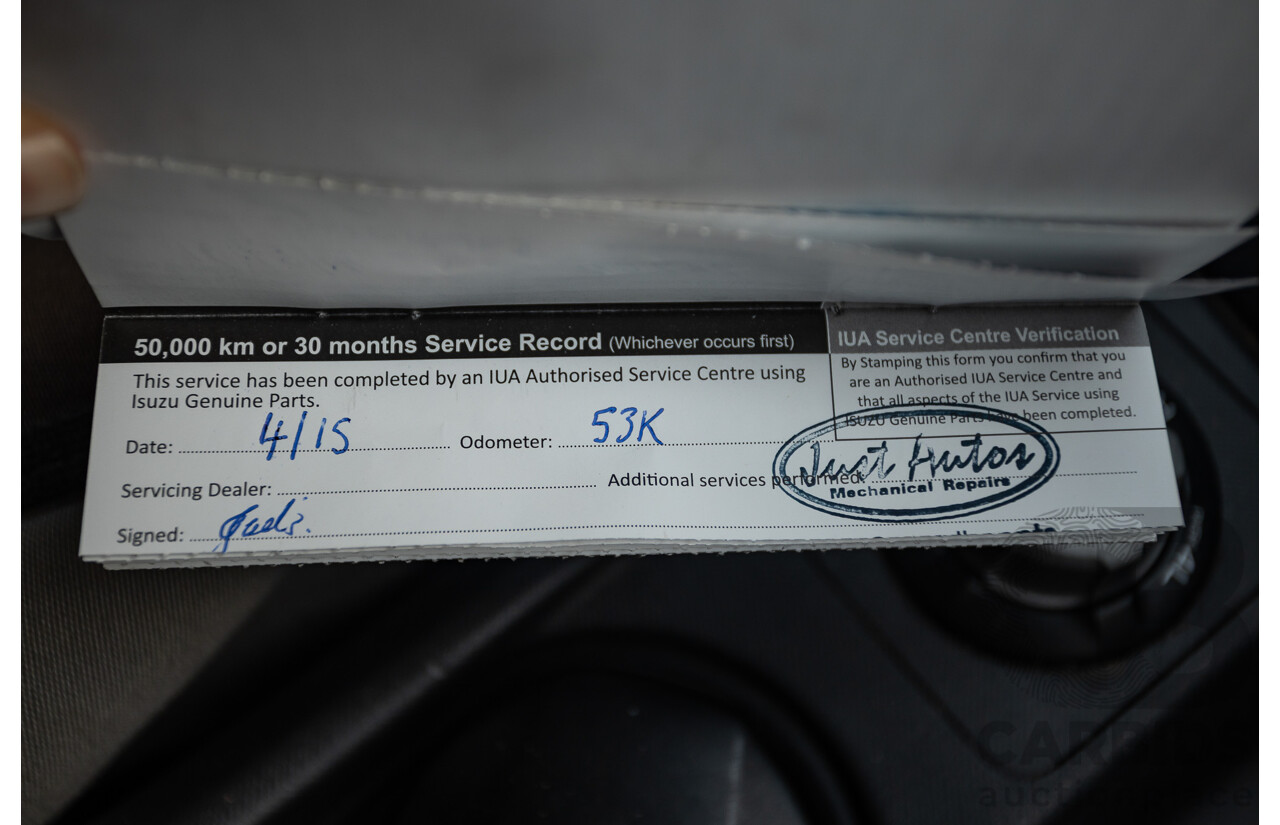 50,000 km or 30 months Service Record (Whichever occurs first)
IUA Service Centre Verification
This service has been completed by an IUA Authorised Service Centre using
Isuzu Genuine Parts.
By Stamping this form you confirm that you
are an Authorised IUA Service Centre and
that all aspects of the IUA Service using
ISUZU Genuine Parts have been completed.
Date: 4/15 Odometer: 53K
Servicing Dealer: Additional services performed:
Just Autos
Mechanical Repairs
Signed: